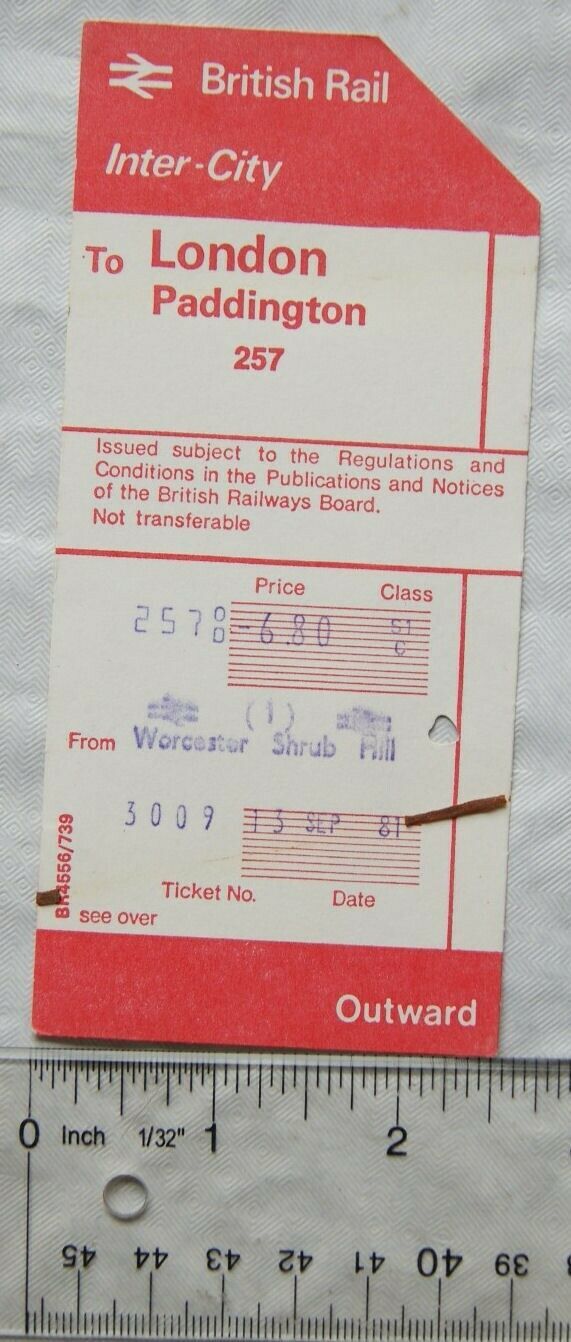 British Rail
Inter-City
To London
Paddington
257
Issued subject to the Regulations and
Conditions in the Publications and Notices
of the British Railways Board.
Not transferable
Price Class
257 -6.80 S1
C
(1)
From Worcester Shrub Hill
3009 13 SEP 81
Ticket No. Date
BR4556/739
see over
Outward
0 Inch 1/32" 1 2
45 44 43 42 41 40 39